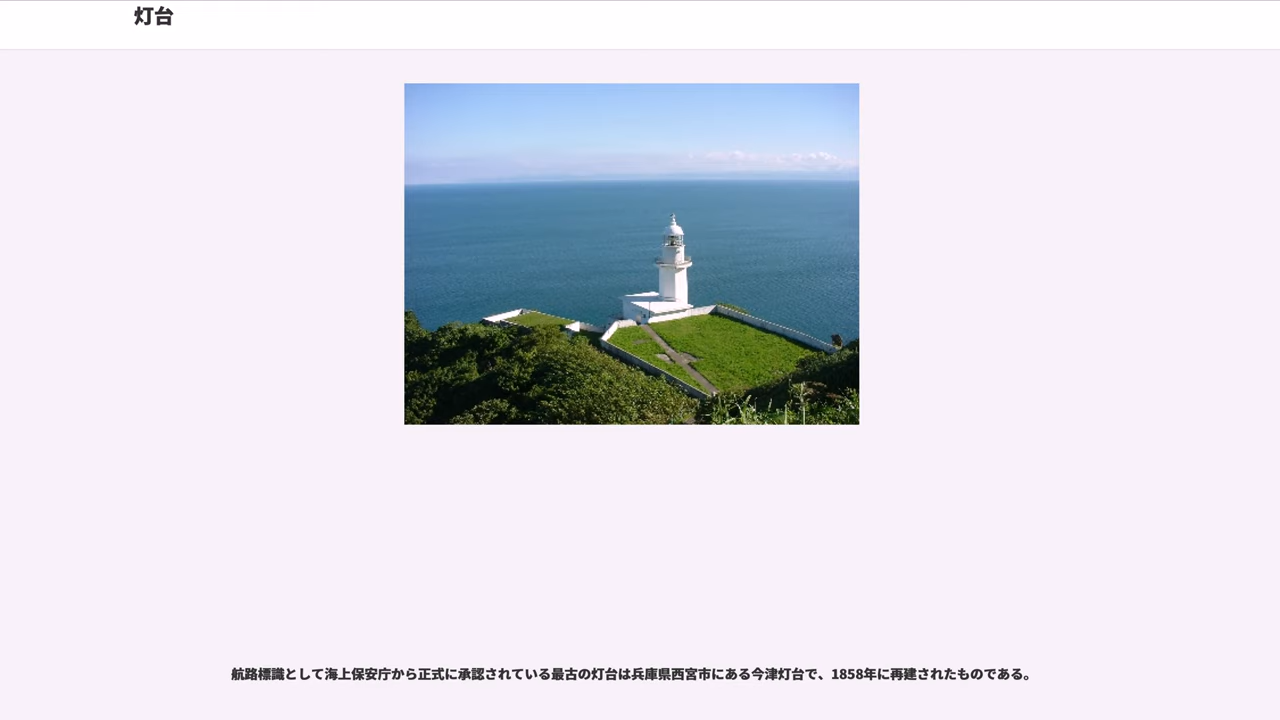 灯台
航路標識として海上保安庁から正式に承認されている最古の灯台は兵庫県西宮市にある今津灯台で、1858年に再建されたものである。